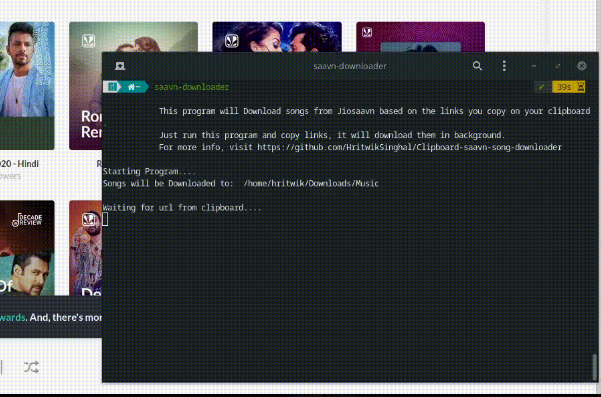 saavn-downloader
~ saavn-downloader
✓ 39s
This program will Download songs from Jiosaavn based on the links you copy on your clipboard
Just run this program and copy links, it will download them in background.
For more info, visit https://github.com/HritwikSinghal/Clipboard-saavn-song-downloader
Starting Program....
Songs will be Downloaded to: /home/hritwik/Downloads/Music
Waiting for url from clipboard....
Ro
Re
20 - Hindi
owers
R
DECADE
REVIEW
Of
De
wards. And, there's mor